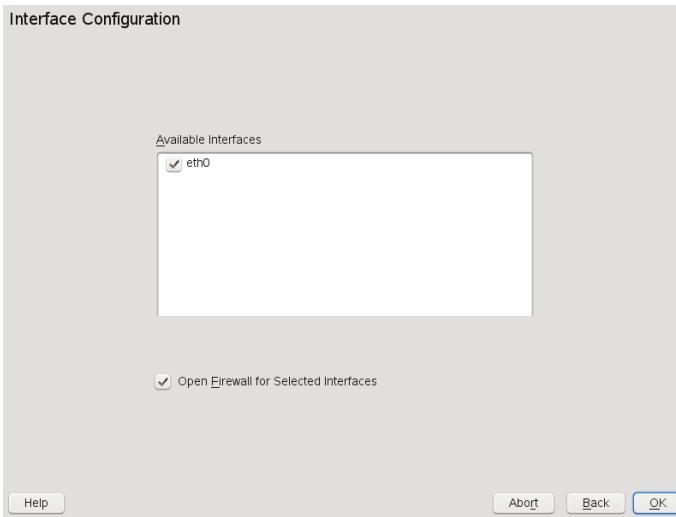 Interface Configuration
Available Interfaces
eth0
Open Firewall for Selected Interfaces
Help
Abort
Back
OK